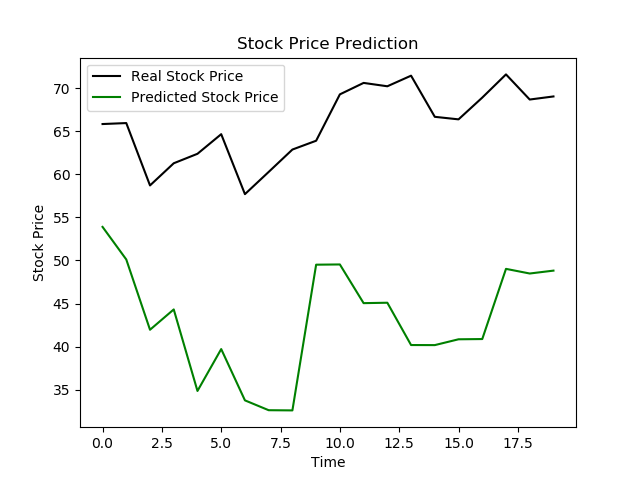 Stock Price Prediction
Real Stock Price
Predicted Stock Price
Stock Price
70
65
60
55
50
45
40
35
0.0 2.5 5.0 7.5 10.0 12.5 15.0 17.5
Time